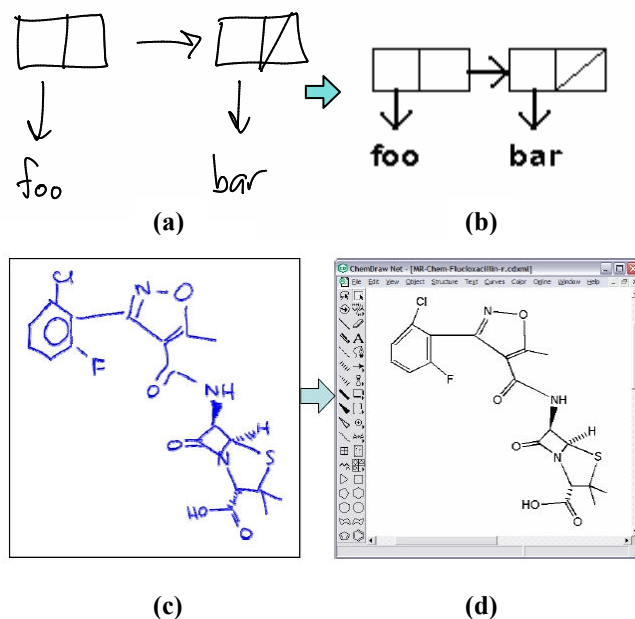 foo
bar
foo
bar
(a)
(b)
Cl
N
O
F
O
NH
H
O
N
S
HO
O
ChemDraw Net - [MR-Chem-Flucloxacillin-r.cdxml]
File Edit View Object Structure Text Curves Color Online Window Help
A
Cl
N
O
F
O
NH
H
O
N
S
HO
O
(c)
(d)